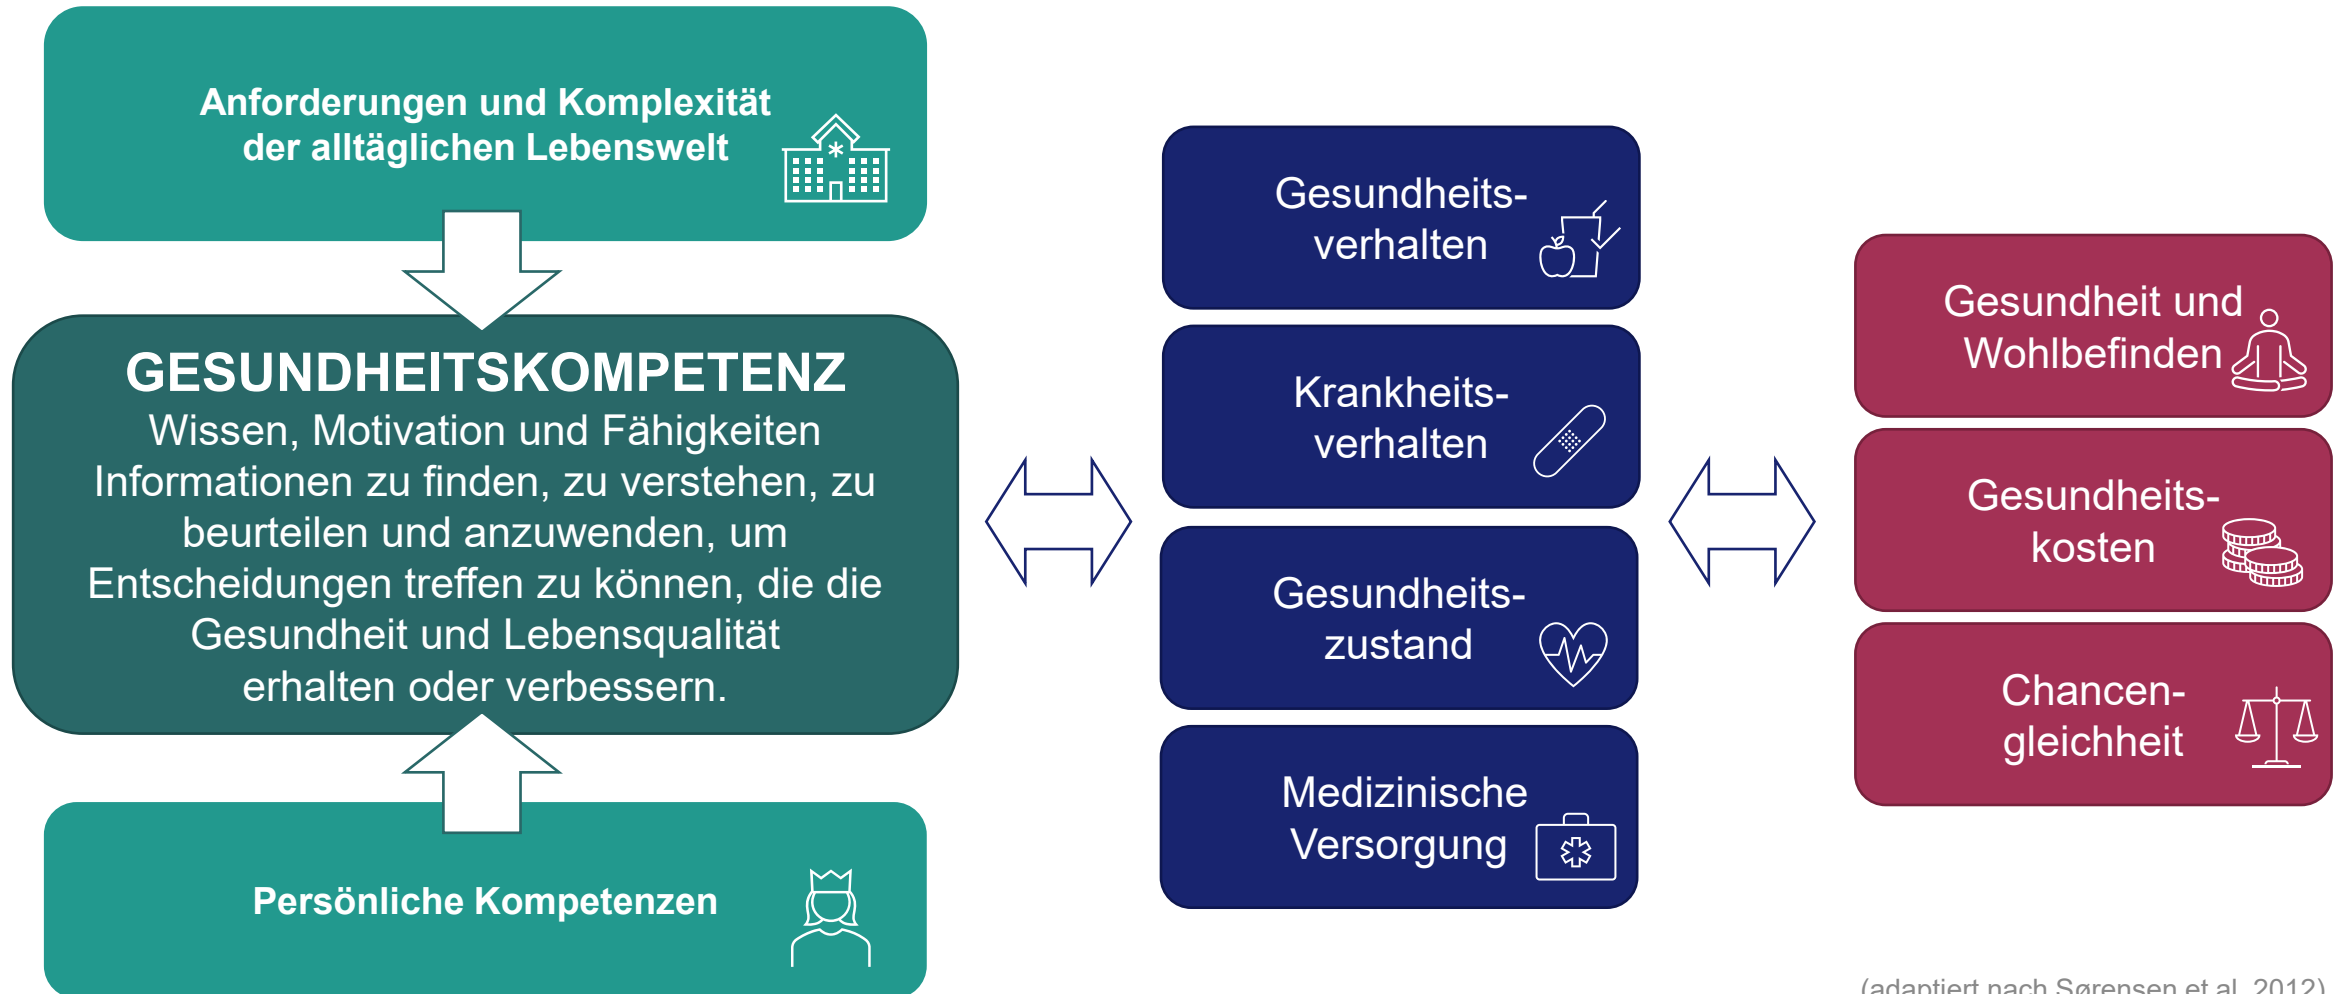 Anforderungen und Komplexität
der alltäglichen Lebenswelt
GESUNDHEITSKOMPETENZ
Wissen, Motivation und Fähigkeiten
Informationen zu finden, zu verstehen, zu
beurteilen und anzuwenden, um
Entscheidungen treffen zu können, die die
Gesundheit und Lebensqualität
erhalten oder verbessern.
Persönliche Kompetenzen
Gesundheits-
verhalten
Krankheits-
verhalten
Gesundheits-
zustand
Medizinische
Versorgung
Gesundheit und
Wohlbefinden
Gesundheits-
kosten
Chancen-
gleichheit
(adaptiert nach Sørensen et al. 2012)